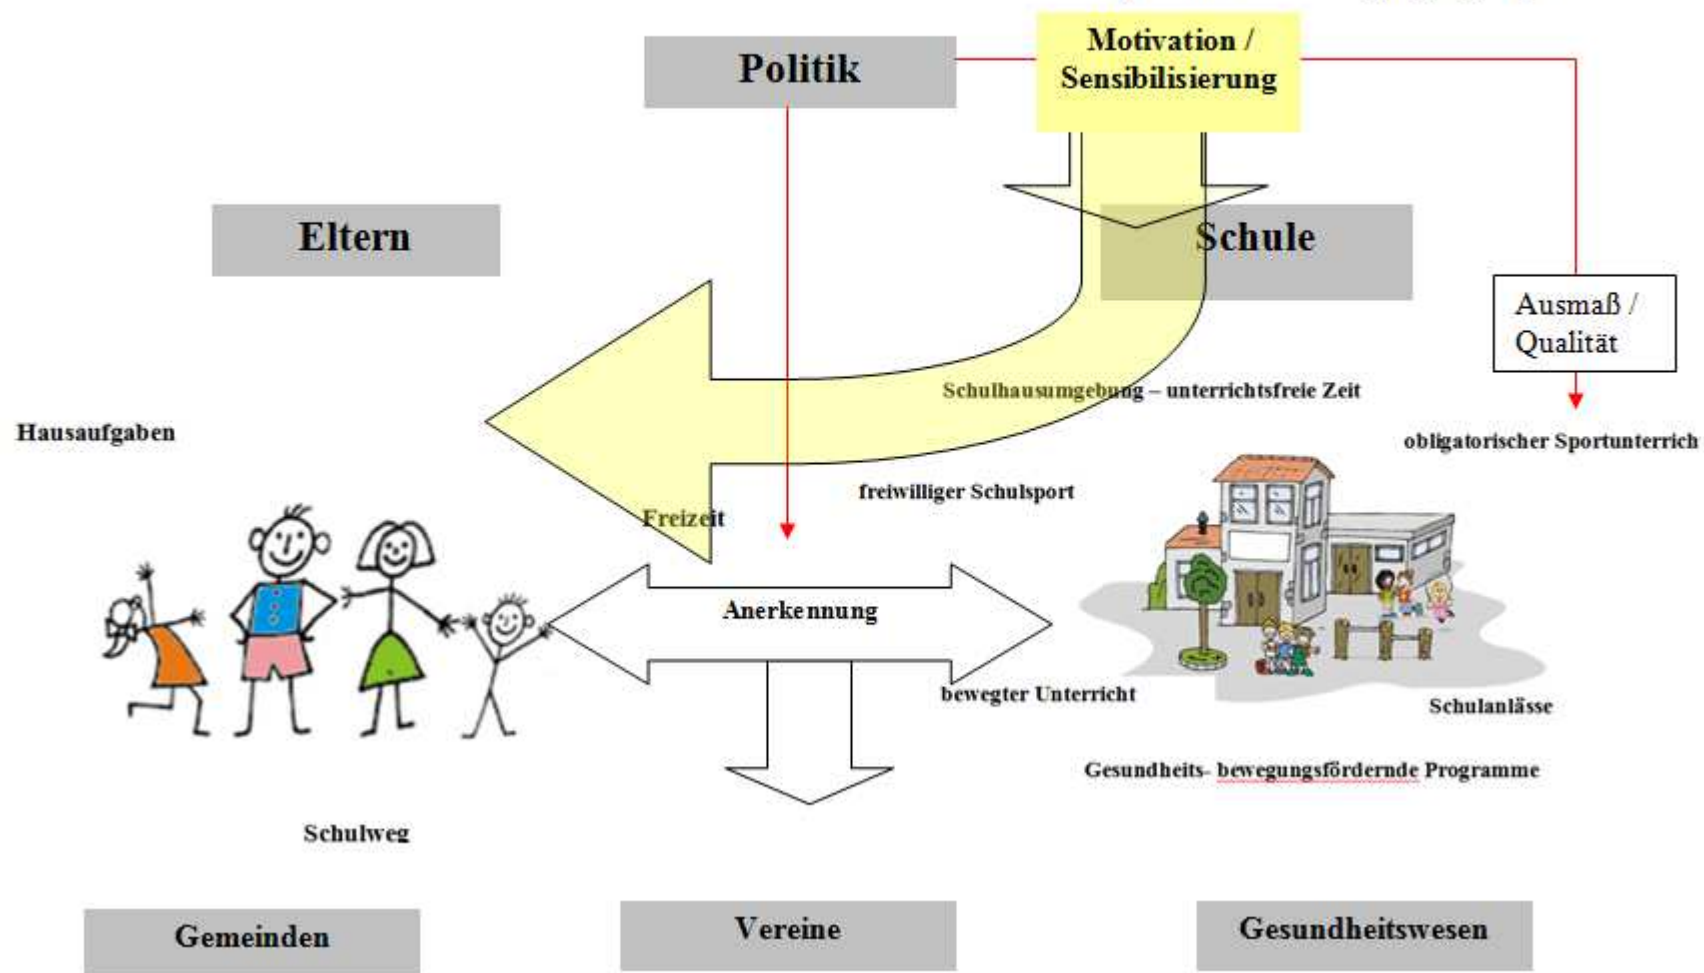 Motivation /
Sensibilisierung
Politik
Eltern
Schule
Ausmaß /
Qualität
Schulhausumgebung – unterrichtsfreie Zeit
Hausaufgaben
obligatorischer Sportunterrich
freiwilliger Schulsport
Freizeit
Anerkennung
bewegter Unterricht
Schulanlässe
Gesundheits- bewegungsfördernde Programme
Schulweg
Gemeinden
Vereine
Gesundheitswesen